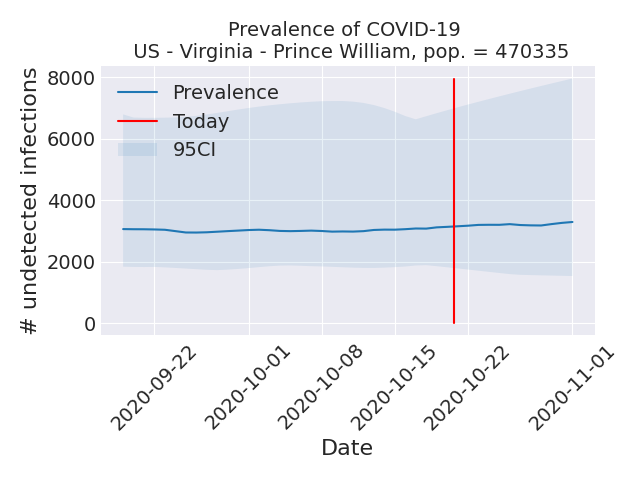 Prevalence of COVID-19
US - Virginia - Prince William, pop. = 470335
# undetected infections
8000
6000
4000
2000
0
Prevalence
Today
95CI
2020-09-22
2020-10-01
2020-10-08
2020-10-15
2020-10-22
2020-11-01
Date